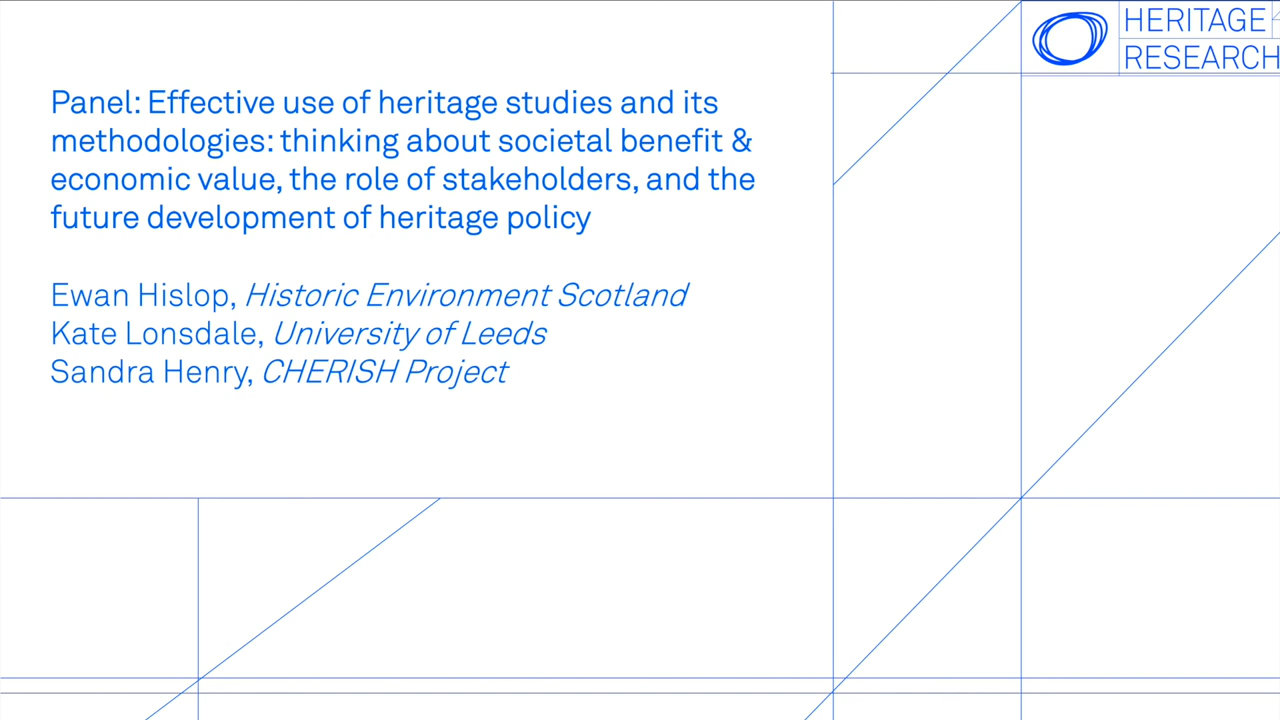 HERITAGE
RESEARCH
Panel: Effective use of heritage studies and its
methodologies: thinking about societal benefit &
economic value, the role of stakeholders, and the
future development of heritage policy
Ewan Hislop, Historic Environment Scotland
Kate Lonsdale, University of Leeds
Sandra Henry, CHERISH Project